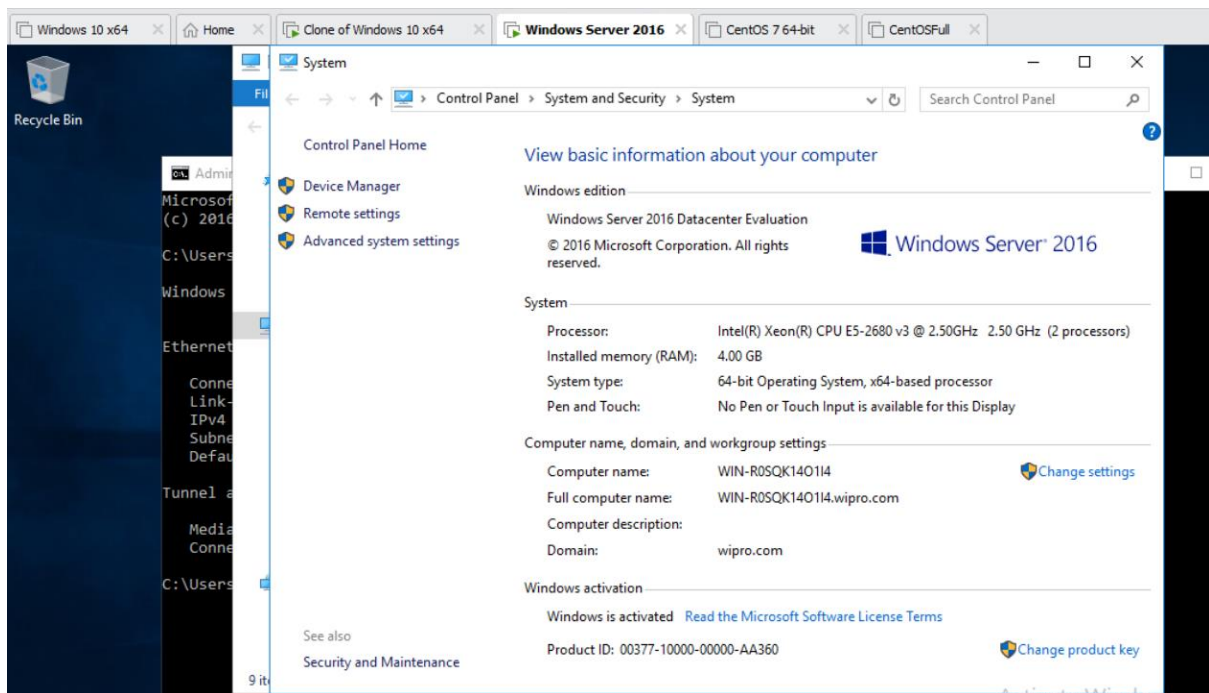 Windows 10 x64
Home
Clone of Windows 10 x64
Windows Server 2016
CentOS 7 64-bit
CentOSFull
Recycle Bin
System
Fil
Control Panel > System and Security > System
Search Control Panel
Control Panel Home
Device Manager
Remote settings
Advanced system settings
View basic information about your computer
Windows edition
Windows Server 2016 Datacenter Evaluation
© 2016 Microsoft Corporation. All rights
reserved.
Windows Server® 2016
System
Processor: Intel(R) Xeon(R) CPU E5-2680 v3 @ 2.50GHz 2.50 GHz (2 processors)
Installed memory (RAM): 4.00 GB
System type: 64-bit Operating System, x64-based processor
Pen and Touch: No Pen or Touch Input is available for this Display
Computer name, domain, and workgroup settings
Computer name: WIN-R0SQK14O1I4
Change settings
Full computer name: WIN-R0SQK14O1I4.wipro.com
Computer description:
Domain: wipro.com
Windows activation
Windows is activated Read the Microsoft Software License Terms
Product ID: 00377-10000-00000-AA360
Change product key
See also
Security and Maintenance
9 it
Admi
Microsof
(c) 2016
C:\Users
Windows
Ethernet
Conne
Link-
IPv4
Subne
Defau
Tunnel a
Media
Conne
C:\Users